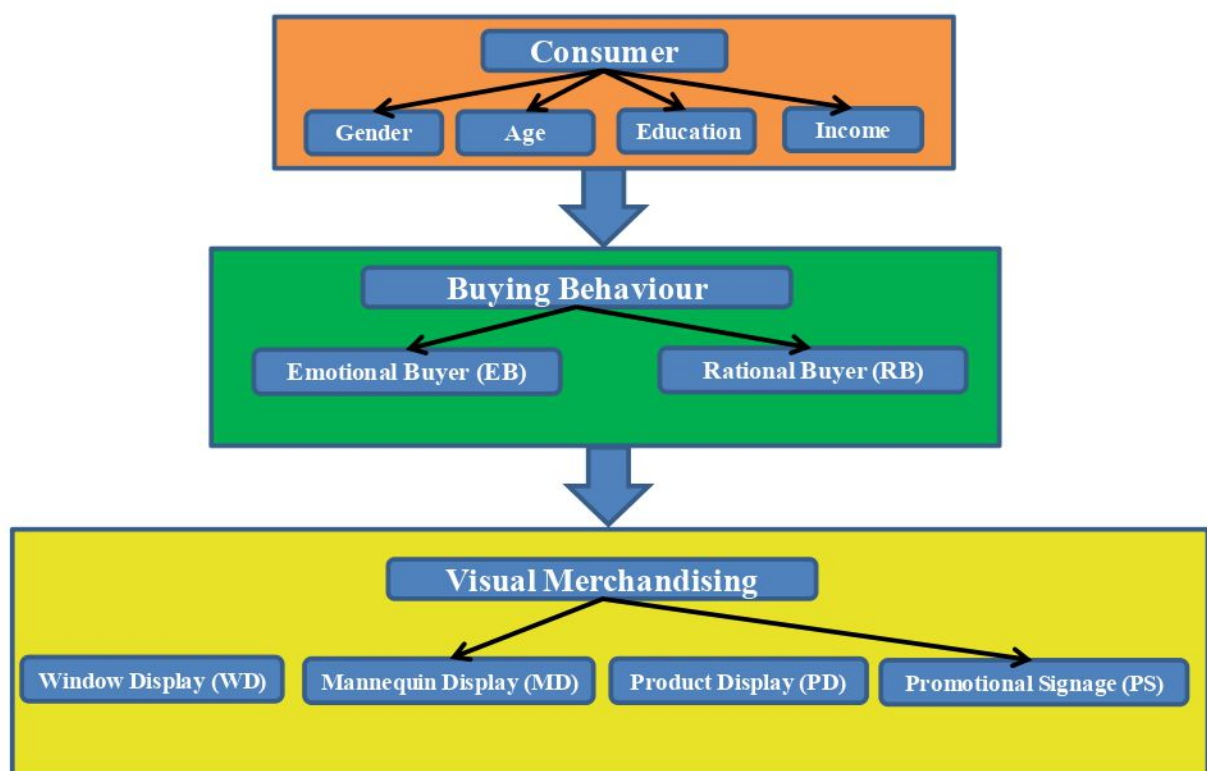 Consumer
Gender
Age
Education
Income
Buying Behaviour
Emotional Buyer (EB)
Rational Buyer (RB)
Visual Merchandising
Window Display (WD)
Mannequin Display (MD)
Product Display (PD)
Promotional Signage (PS)